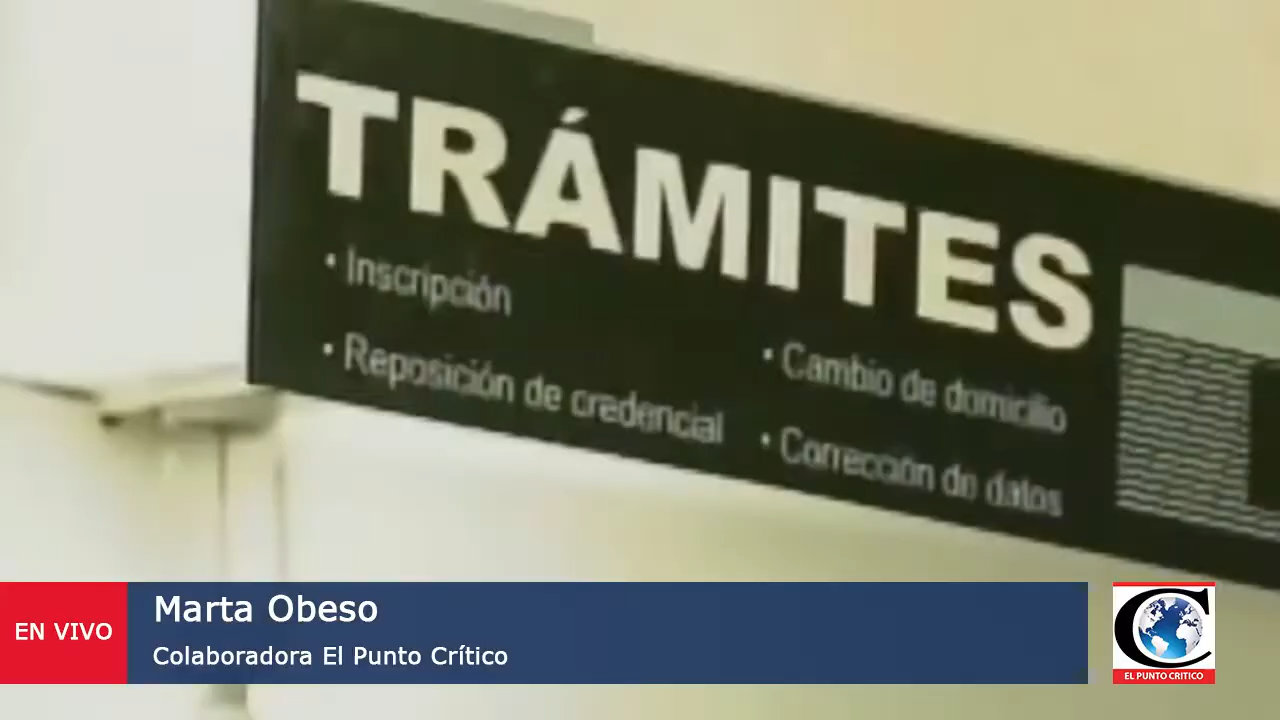 TRÁMITES
• Inscripción
• Reposición de credencial
• Cambio de domicilio
• Corrección de datos
EN VIVO
Marta Obeso
Colaboradora El Punto Crítico
C
EL PUNTO CRITICO